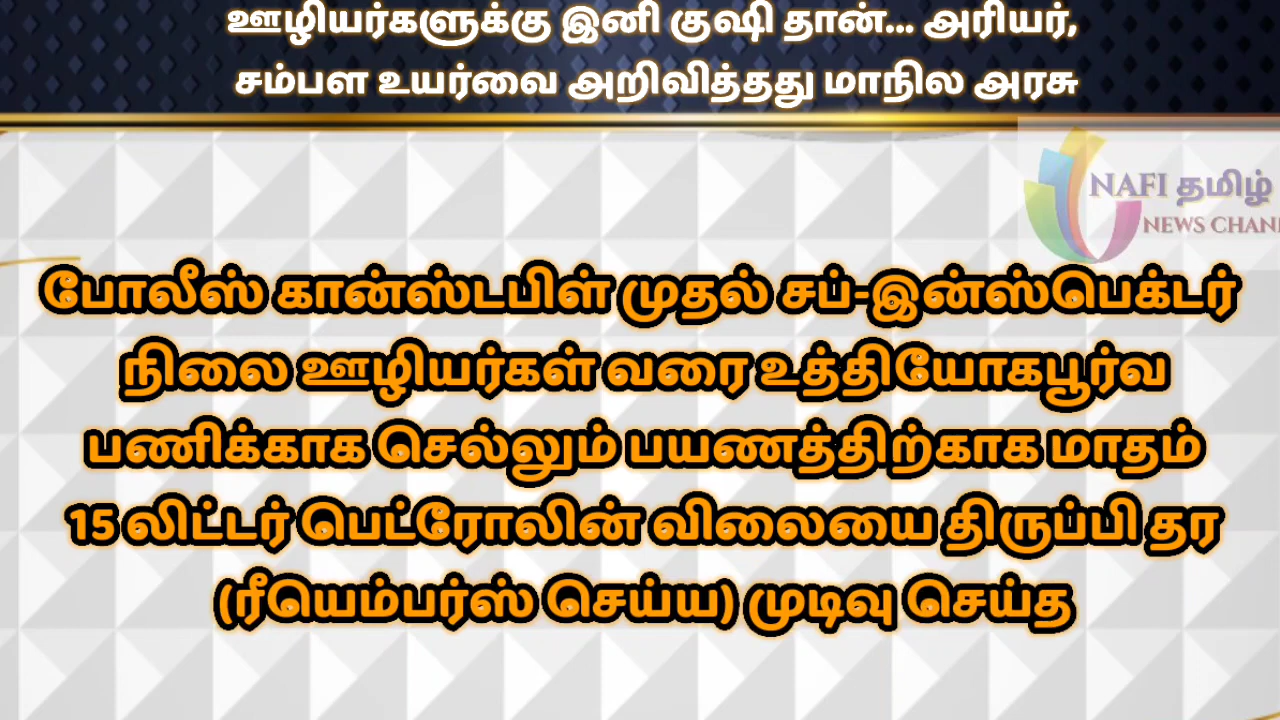 ஊழியர்களுக்கு இனி குஷி தான்... அரியர்,
சம்பள உயர்வை அறிவித்தது மாநில அரசு
NAFI தமிழ்
NEWS CHAN
போலீஸ் கான்ஸ்டபிள் முதல் சப்-இன்ஸ்பெக்டர்
நிலை ஊழியர்கள் வரை உத்தியோகபூர்வ
பணிக்காக செல்லும் பயணத்திற்காக மாதம்
15 லிட்டர் பெட்ரோலின் விலையை திருப்பி தர
(ரீயெம்பர்ஸ் செய்ய) முடிவு செய்த